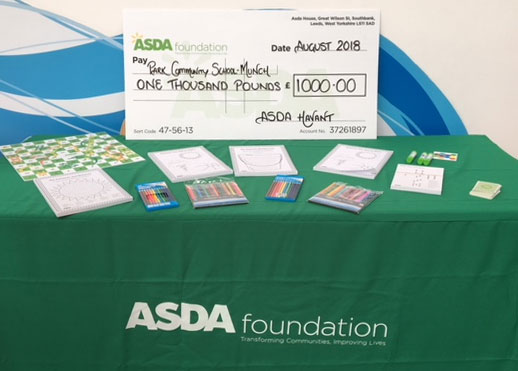 Asda House, Great Wilson St, Southbank,
Leeds, West Yorkshire LS11 5AD
ASDA foundation
Date AUGUST 2018
Pay PARK COMMUNITY SCHOOL-MUNCH
ONE THOUSAND POUNDS £ 1000-00
ASDA HAVANT
Sort Code 47-56-13
Account No. 37261897
ASDA foundation
Transforming Communities, Improving Lives